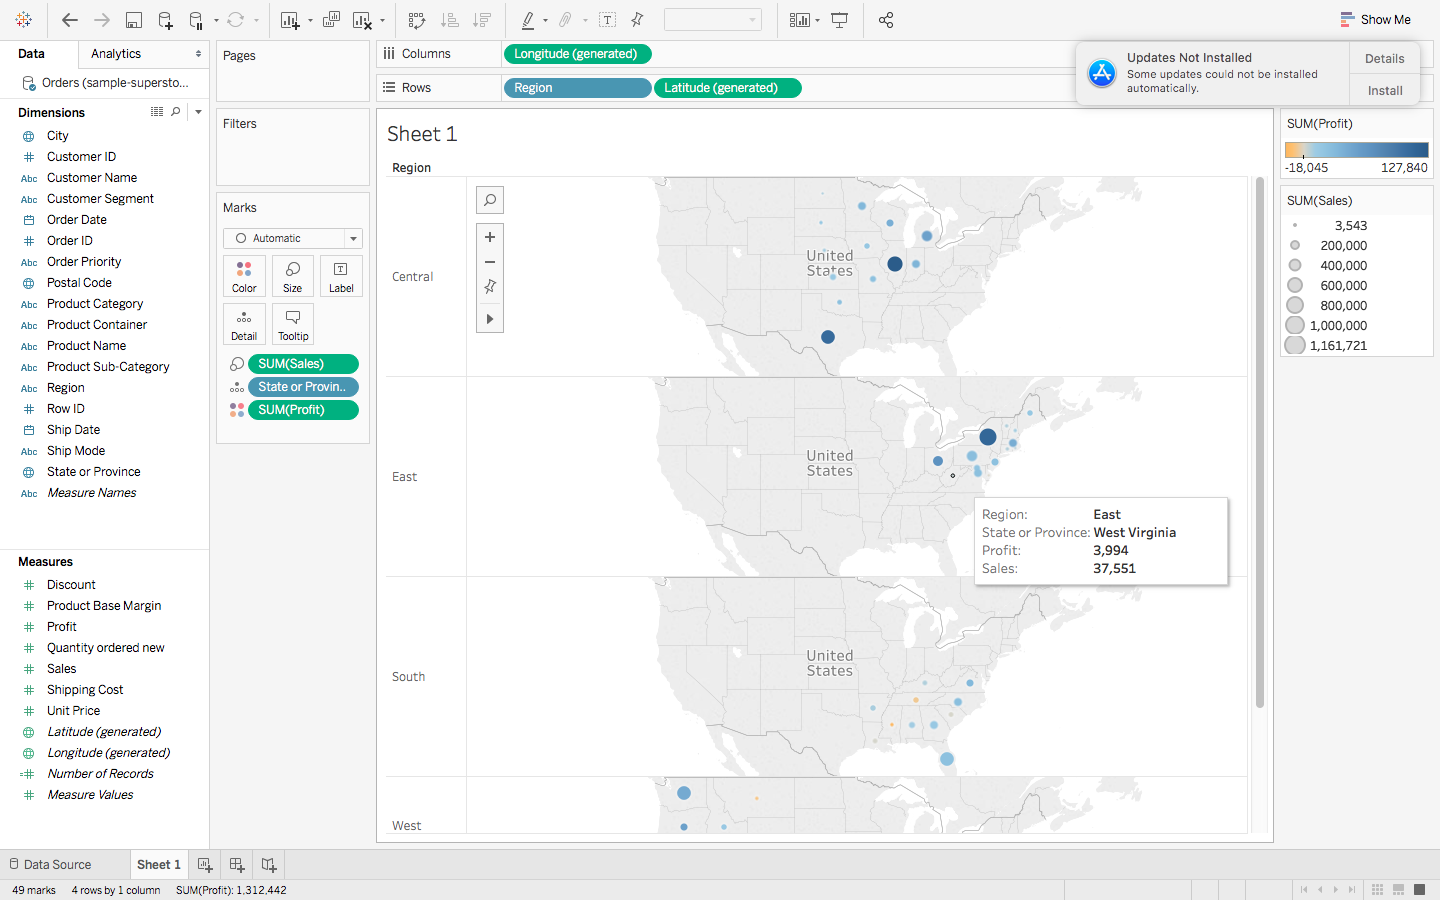 Show Me
Data
Analytics
Orders (sample-supersto...
Dimensions
City
Customer ID
Abc Customer Name
Abc Customer Segment
Order Date
Order ID
Abc Order Priority
Postal Code
Abc Product Category
Abc Product Container
Abc Product Name
Abc Product Sub-Category
Abc Region
Row ID
Ship Date
Abc Ship Mode
State or Province
Abc Measure Names
Measures
Discount
Product Base Margin
Profit
Quantity ordered new
Sales
Shipping Cost
Unit Price
Latitude (generated)
Longitude (generated)
Number of Records
Measure Values
Pages
Filters
Marks
Automatic
Color
Size
Label
Detail
Tooltip
SUM(Sales)
State or Provin..
SUM(Profit)
Columns
Longitude (generated)
Rows
Region
Latitude (generated)
Updates Not Installed
Some updates could not be installed
automatically.
Details
Install
Sheet 1
Region
Central
United
States
East
United
States
Region: East
State or Province: West Virginia
Profit: 3,994
Sales: 37,551
South
United
States
West
SUM(Profit)
-18,045 127,840
SUM(Sales)
3,543
200,000
400,000
600,000
800,000
1,000,000
1,161,721
Data Source
Sheet 1
49 marks
4 rows by 1 column
SUM(Profit): 1,312,442